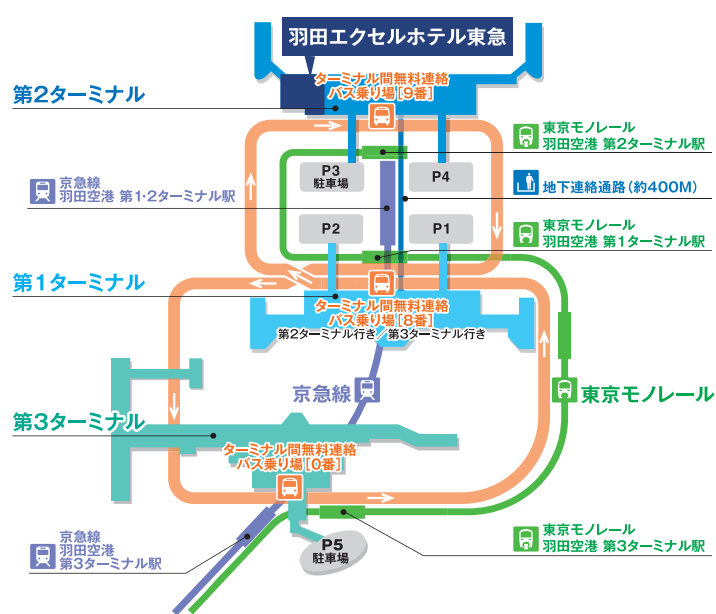 羽田エクセルホテル東急
ターミナル間無料連絡
バス乗り場[9番]
第2ターミナル
東京モノレール
羽田空港 第2ターミナル駅
P3
駐車場
P4
京急線
羽田空港 第1・2ターミナル駅
地下連絡通路（約400M）
P2
P1
東京モノレール
羽田空港 第1ターミナル駅
第1ターミナル
ターミナル間無料連絡
バス乗り場[8番]
第2ターミナル行き／第3ターミナル行き
京急線
東京モノレール
第3ターミナル
ターミナル間無料連絡
バス乗り場[0番]
京急線
羽田空港
第3ターミナル駅
P5
駐車場
東京モノレール
羽田空港 第3ターミナル駅